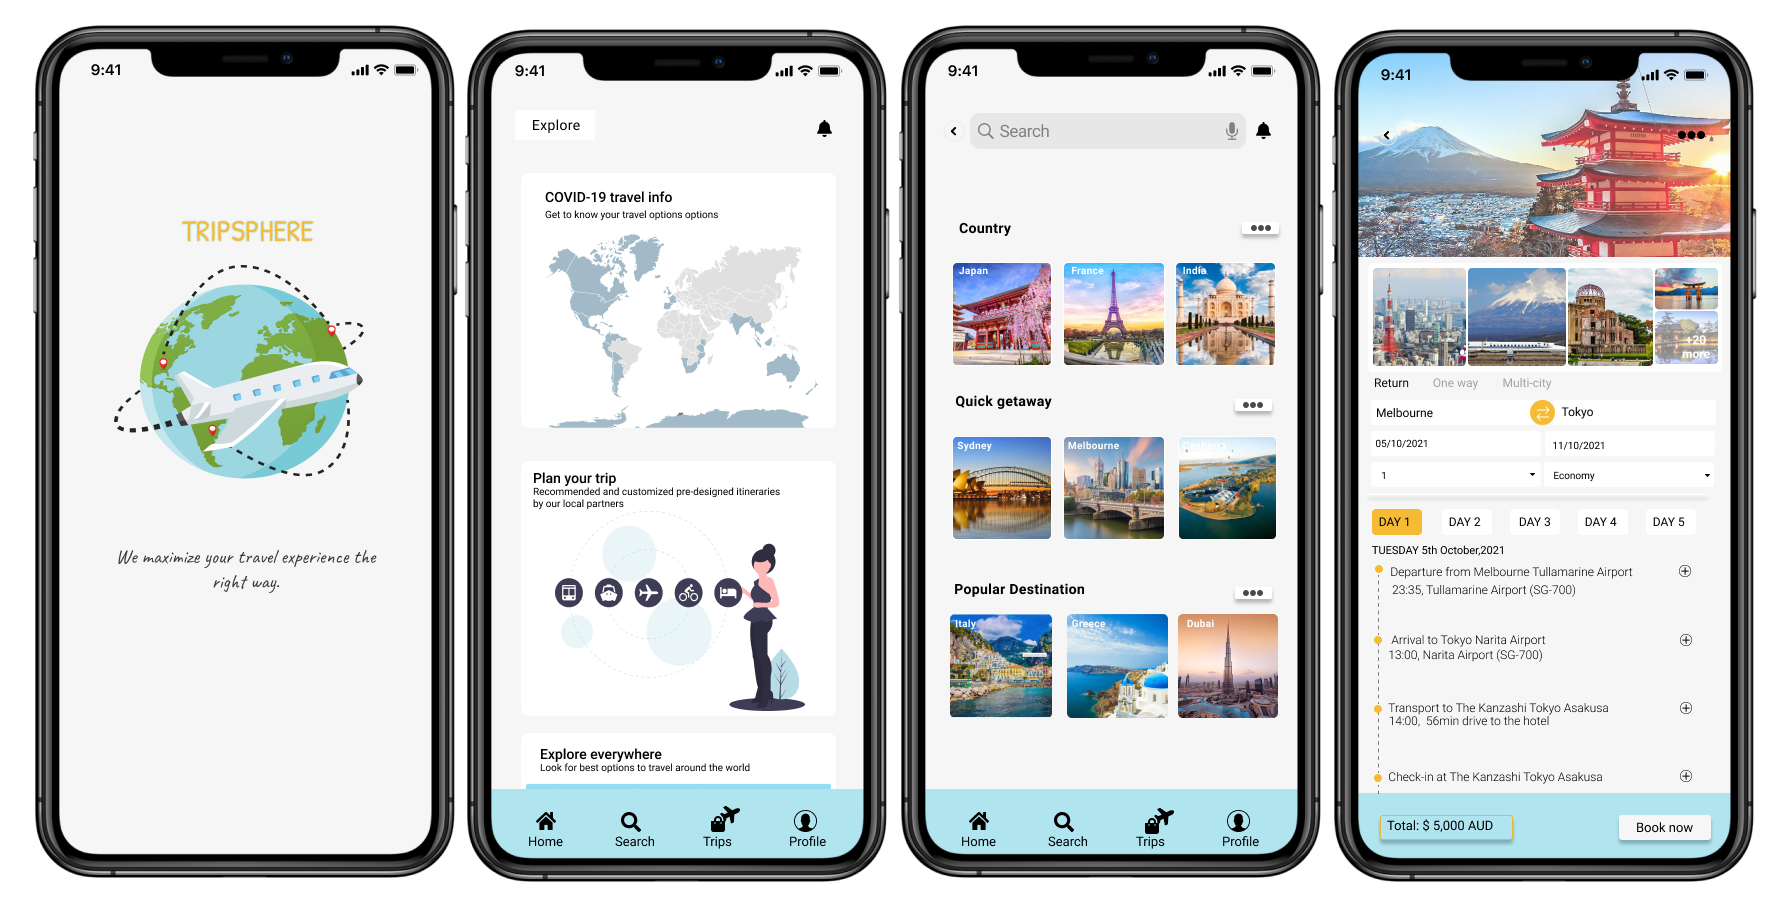 9:41
TRIPSPHERE
We maximize your travel experience the
right way.
9:41
Explore
COVID-19 travel info
Get to know your travel options options
Plan your trip
Recommended and customized pre-designed itineraries
by our local partners
Explore everywhere
Look for best options to travel around the world
Home Search Trips Profile
9:41
Search
Country
Japan France India
Quick getaway
Sydney Melbourne Canberra
Popular Destination
Italy Greece Dubai
Home Search Trips Profile
9:41
+20
more
Return One way Multi-city
Melbourne Tokyo
05/10/2021 11/10/2021
1 Economy
DAY 1 DAY 2 DAY 3 DAY 4 DAY 5
TUESDAY 5th October,2021
Departure from Melbourne Tullamarine Airport
23:35, Tullamarine Airport (SG-700)
Arrival to Tokyo Narita Airport
13:00, Narita Airport (SG-700)
Transport to The Kanzashi Tokyo Asakusa
14:00, 56min drive to the hotel
Check-in at The Kanzashi Tokyo Asakusa
Total: $ 5,000 AUD Book now